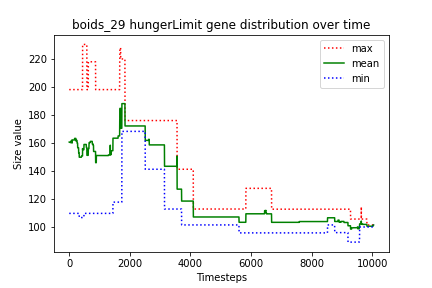 boids_29 hungerLimit gene distribution over time
max
mean
min
Size value
220
200
180
160
140
120
100
0
2000
4000
6000
8000
10000
Timesteps